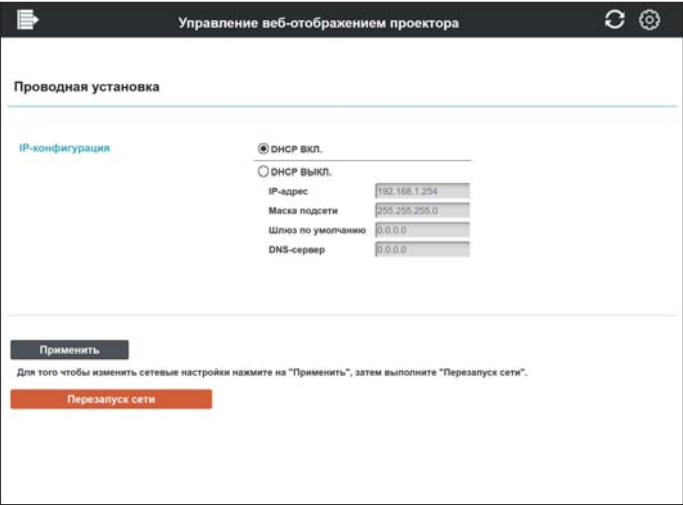 Управление веб-отображением проектора
Проводная установка
IP-конфигурация
DHCP ВКЛ.
DHCP ВЫКЛ.
IP-адрес 192.168.1.254
Маска подсети 255.255.255.0
Шлюз по умолчанию 0.0.0.0
DNS-сервер 0.0.0.0
Применить
Для того чтобы изменить сетевые настройки нажмите на "Применить", затем выполните "Перезапуск сети".
Перезапуск сети